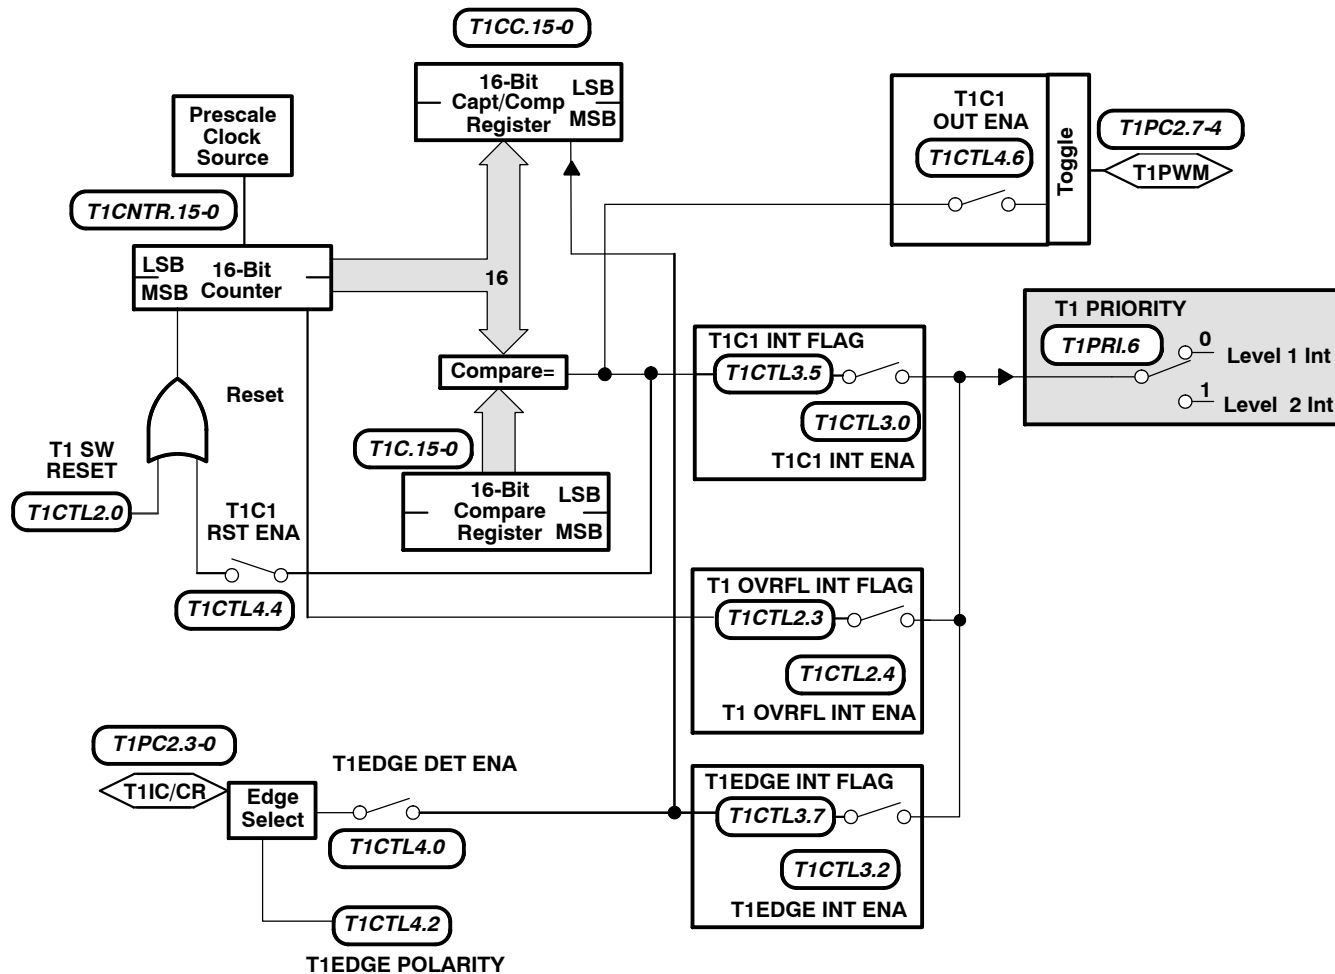 T1CC.15-0
16-Bit
Capt/Comp
Register
LSB
MSB
Prescale
Clock
Source
T1CNTR.15-0
LSB
MSB
16-Bit
Counter
16
T1C1
OUT ENA
T1CTL4.6
Toggle
T1PC2.7-4
T1PWM
Compare=
T1C.15-0
16-Bit
Compare
Register
LSB
MSB
Reset
T1 SW
RESET
T1CTL2.0
T1C1
RST ENA
T1CTL4.4
T1C1 INT FLAG
T1CTL3.5
T1CTL3.0
T1C1 INT ENA
T1 PRIORITY
T1PRI.6
0
Level 1 Int
1
Level 2 Int
T1 OVRFL INT FLAG
T1CTL2.3
T1CTL2.4
T1 OVRFL INT ENA
T1PC2.3-0
T1IC/CR
Edge
Select
T1EDGE DET ENA
T1CTL4.0
T1CTL4.2
T1EDGE POLARITY
T1EDGE INT FLAG
T1CTL3.7
T1CTL3.2
T1EDGE INT ENA